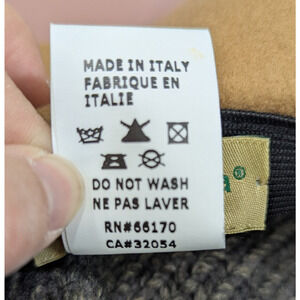 MADE IN ITALY
FABRIQUE EN
ITALIE
DO NOT WASH
NE PAS LAVER
RN#66170
CA#32054
a®